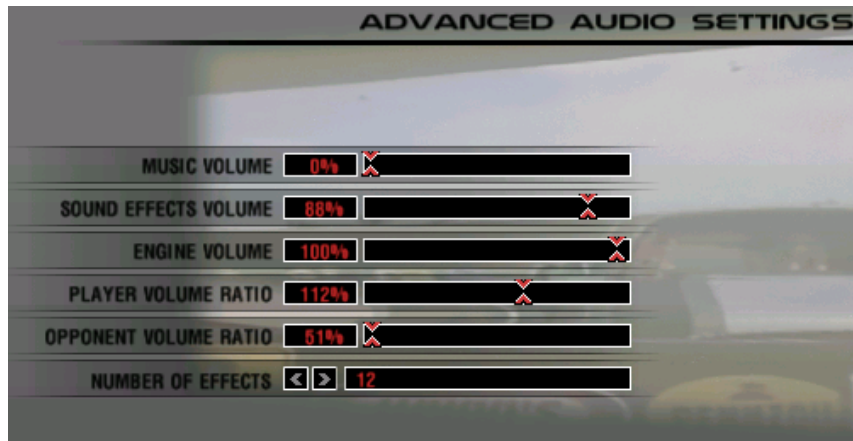 ADVANCED AUDIO SETTINGS
MUSIC VOLUME 0%
SOUND EFFECTS VOLUME 88%
ENGINE VOLUME 100%
PLAYER VOLUME RATIO 112%
OPPONENT VOLUME RATIO 51%
NUMBER OF EFFECTS < > 12